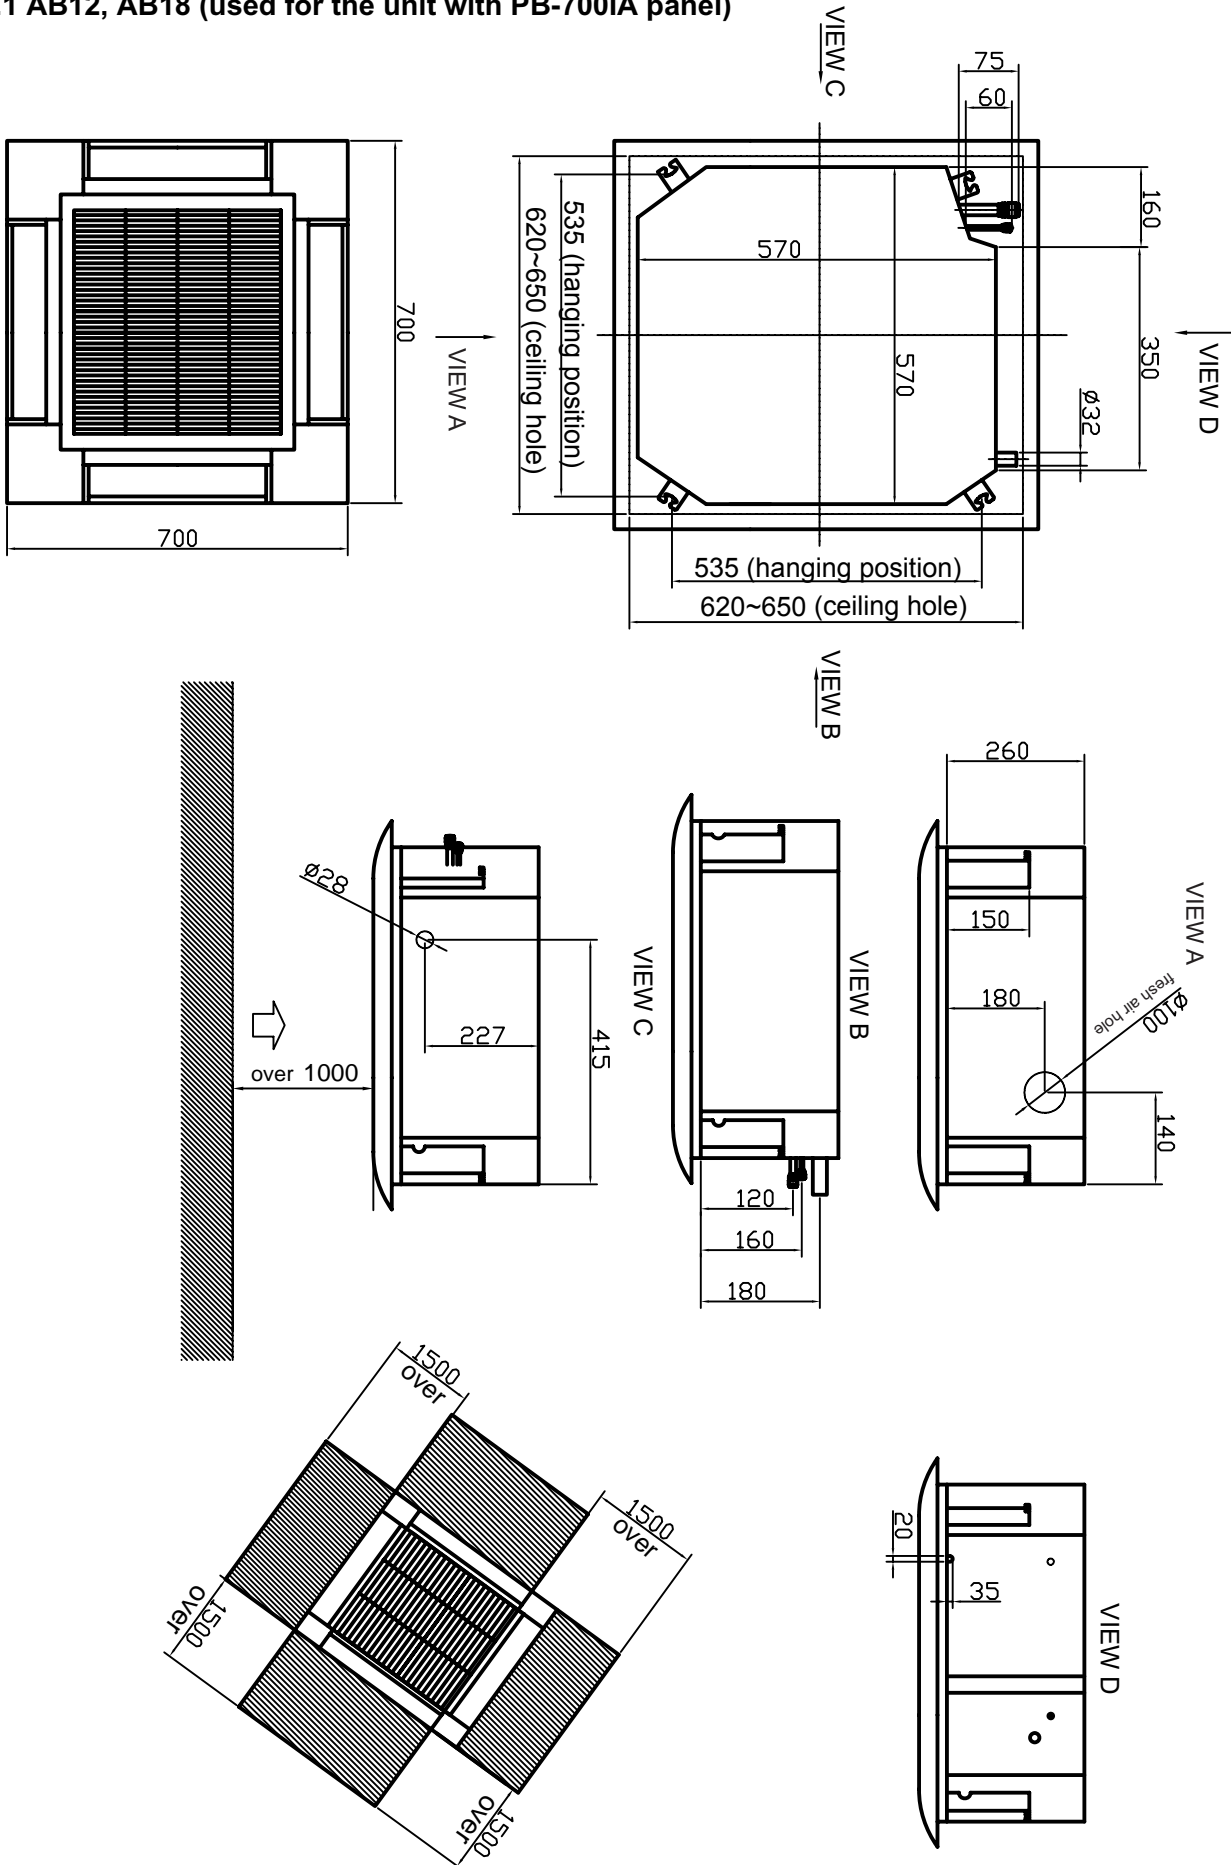 .1 AB12, AB18 (used for the unit with PB-700IA panel)
VIEW C
75
60
160
570
570
350
ø32
VIEW D
535 (hanging position)
620~650 (ceiling hole)
535 (hanging position)
620~650 (ceiling hole)
700
700
VIEW A
VIEW B
260
150
180
VIEW A
fresh air hole
ø100
140
VIEW B
120
160
180
VIEW C
ø28
227
415
over 1000
1500
over
1500
over
1500
over
1500
over
20
35
VIEW D